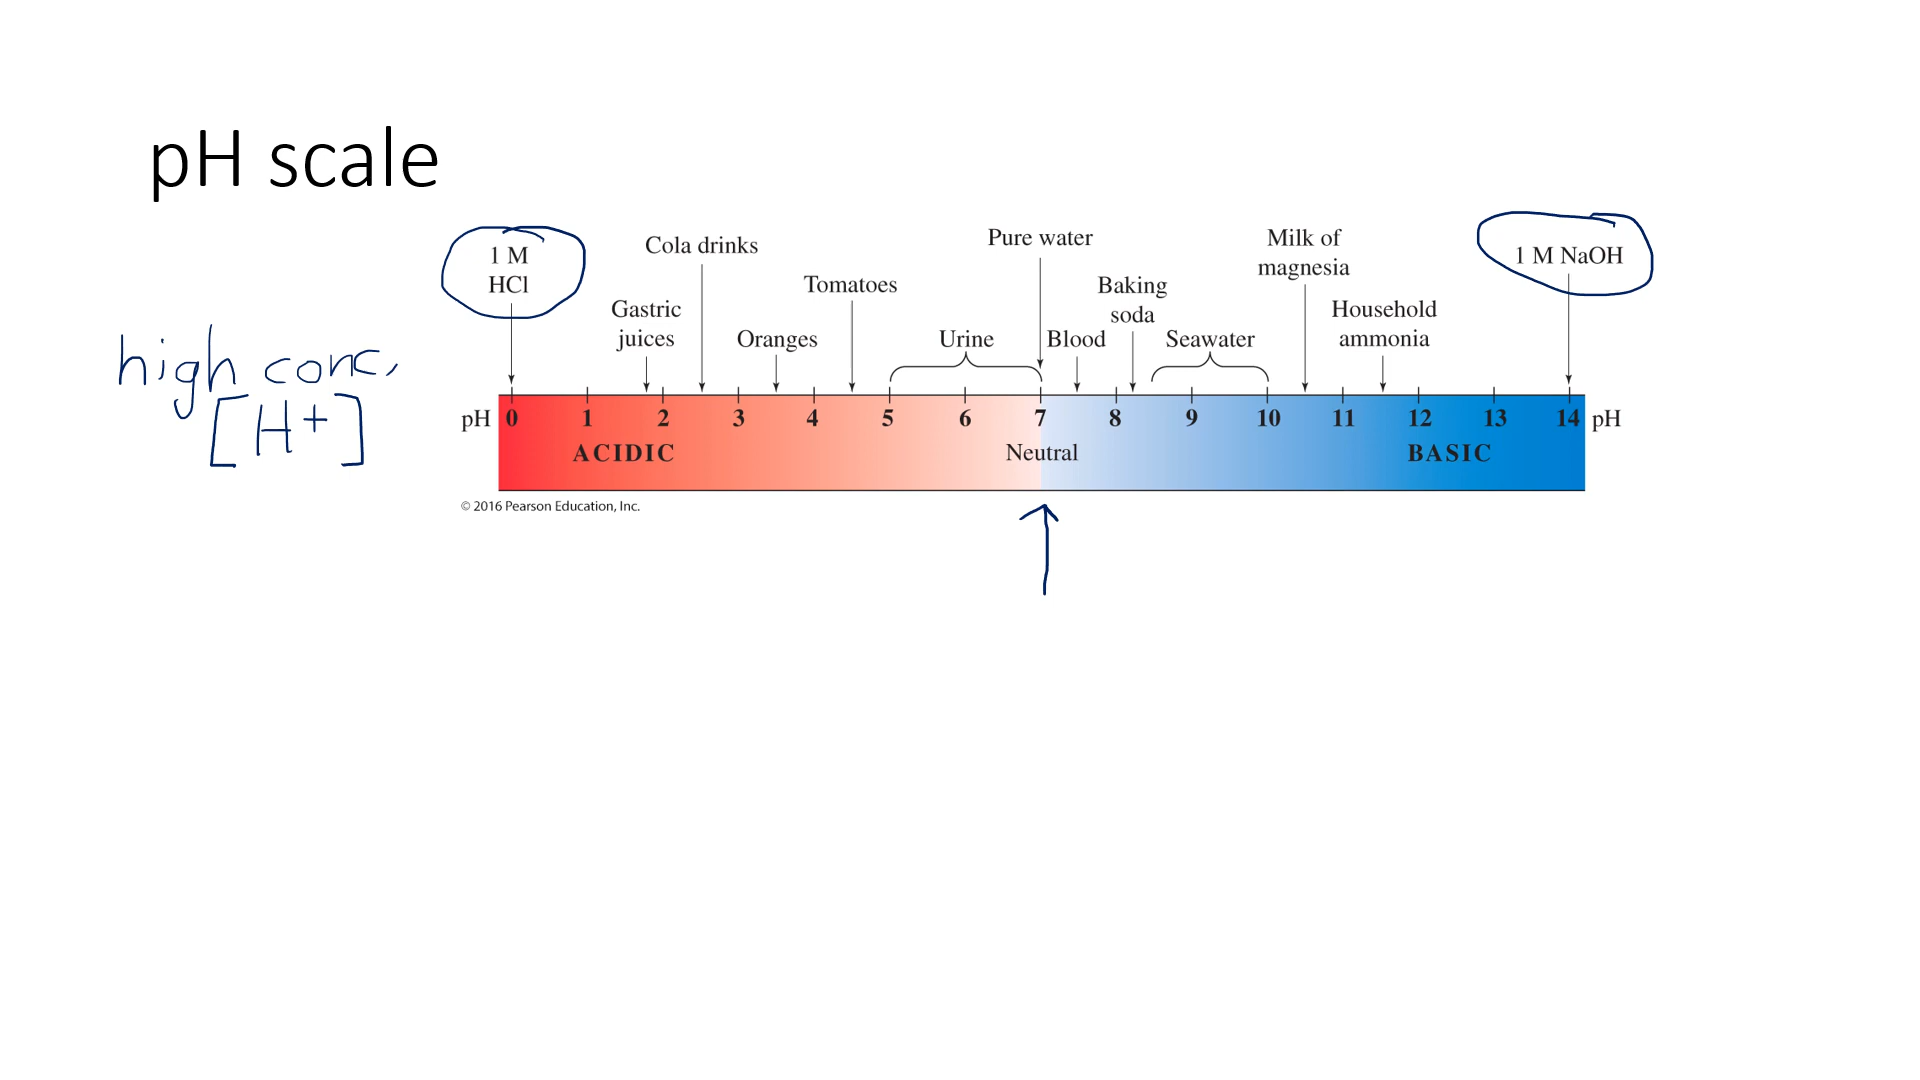 pH scale
1 M
HCl
Cola drinks
Gastric
juices
Oranges
Tomatoes
Urine
Pure water
Blood
Baking
soda
Seawater
Milk of
magnesia
Household
ammonia
1 M NaOH
high conc.
[H+]
pH 0 1 2 3 4 5 6 7 8 9 10 11 12 13 14 pH
ACIDIC Neutral BASIC
© 2016 Pearson Education, Inc.